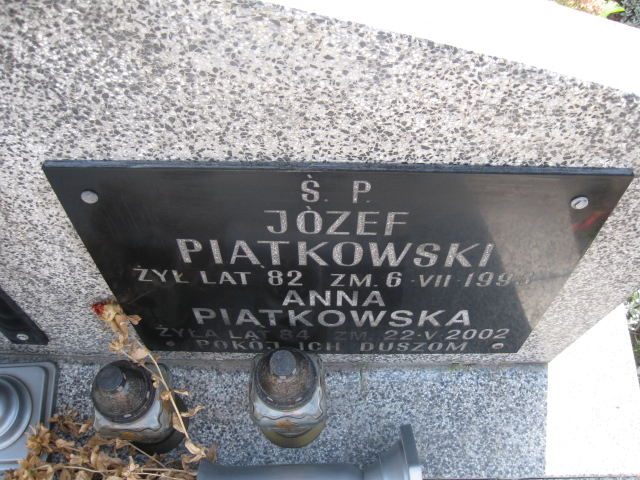 Ś. P.
JÓZEF
PIĄTKOWSKI
ŻYŁ LAT 82 ZM. 6·VII·
ANNA
PIĄTKOWSKA
ŻYŁA LAT 84 ZM. 22·V·2002
POKÓJ ICH DUSZOM